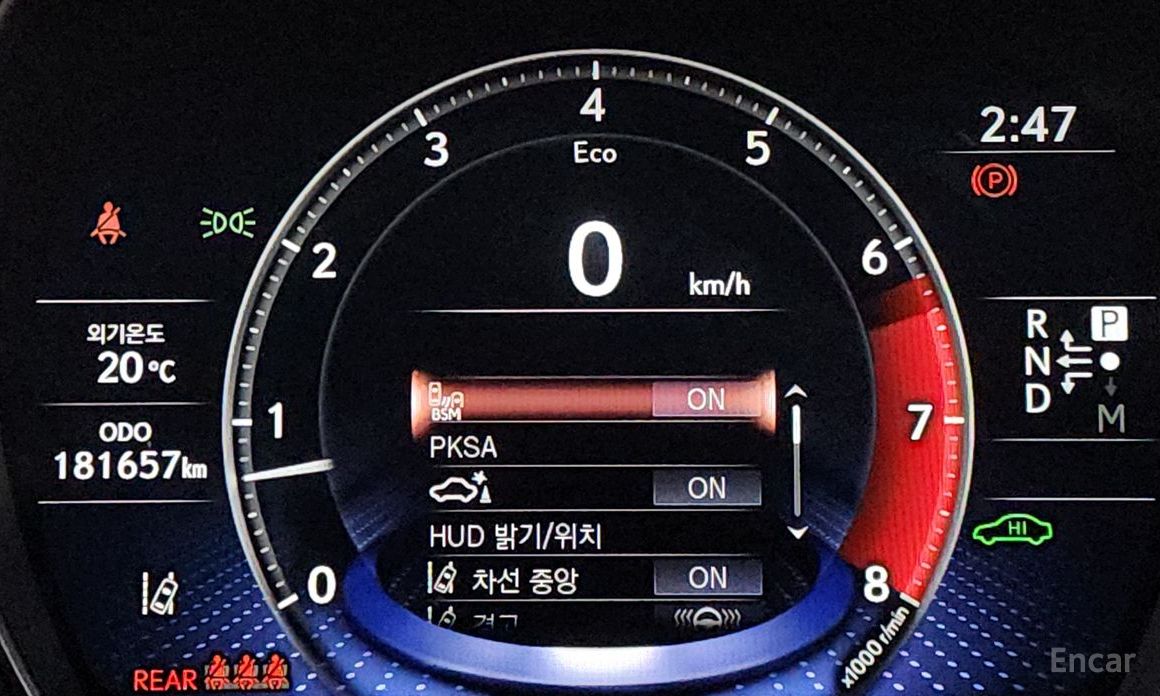 2:47
4
3
5
Eco
P
2
6
0
km/h
외기온도
20°C
R P
N
D
M
BSM ON
1
7
ODO
181657km
PKSA
ON
HUD 밝기/위치
HI
차선 중앙 ON
0
8
경고
x1000 r/min
REAR
Encar